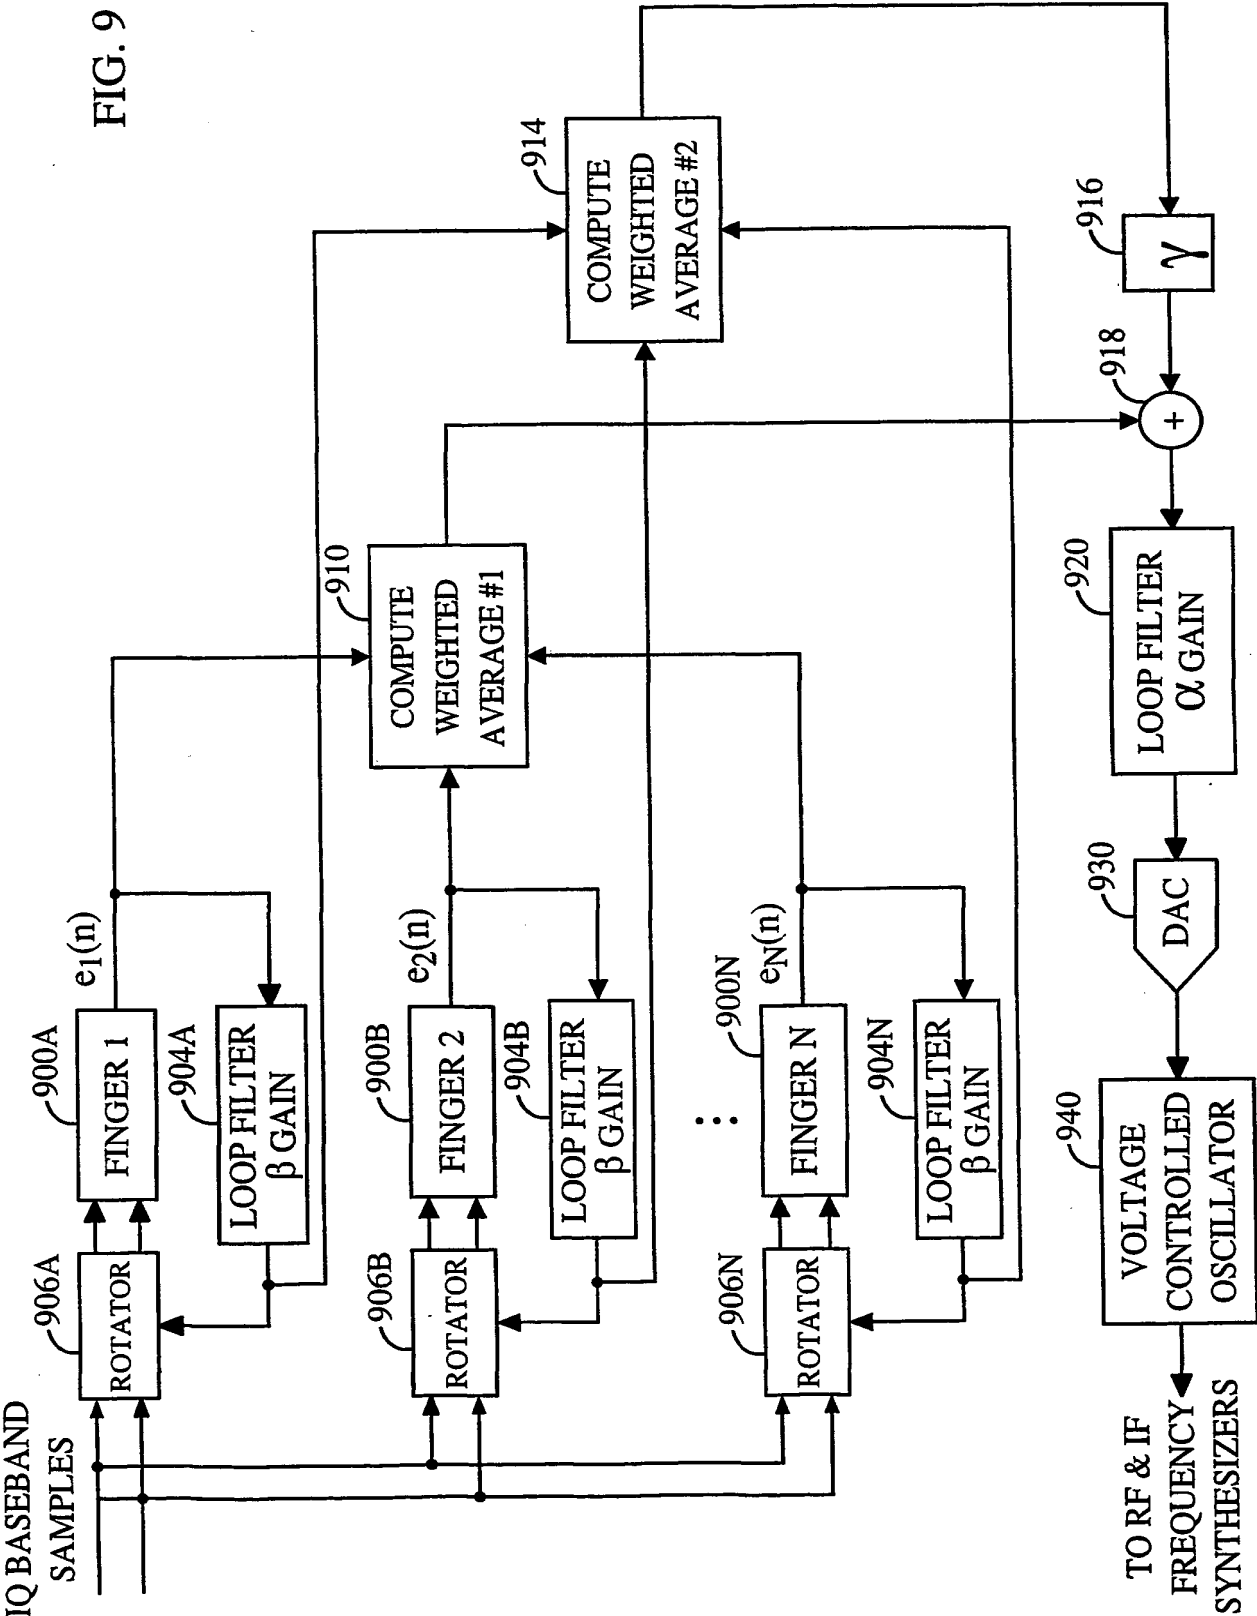 FIG. 9
IQ BASEBAND
SAMPLES
906A
ROTATOR
900A
FINGER 1
e1(n)
904A
LOOP FILTER
β GAIN
906B
ROTATOR
900B
FINGER 2
e2(n)
904B
LOOP FILTER
β GAIN
906N
ROTATOR
900N
FINGER N
eN(n)
904N
LOOP FILTER
β GAIN
...
910
COMPUTE
WEIGHTED
AVERAGE #1
914
COMPUTE
WEIGHTED
AVERAGE #2
916
γ
918
+
920
LOOP FILTER
α GAIN
930
DAC
940
VOLTAGE
CONTROLLED
OSCILLATOR
TO RF & IF
FREQUENCY
SYNTHESIZERS